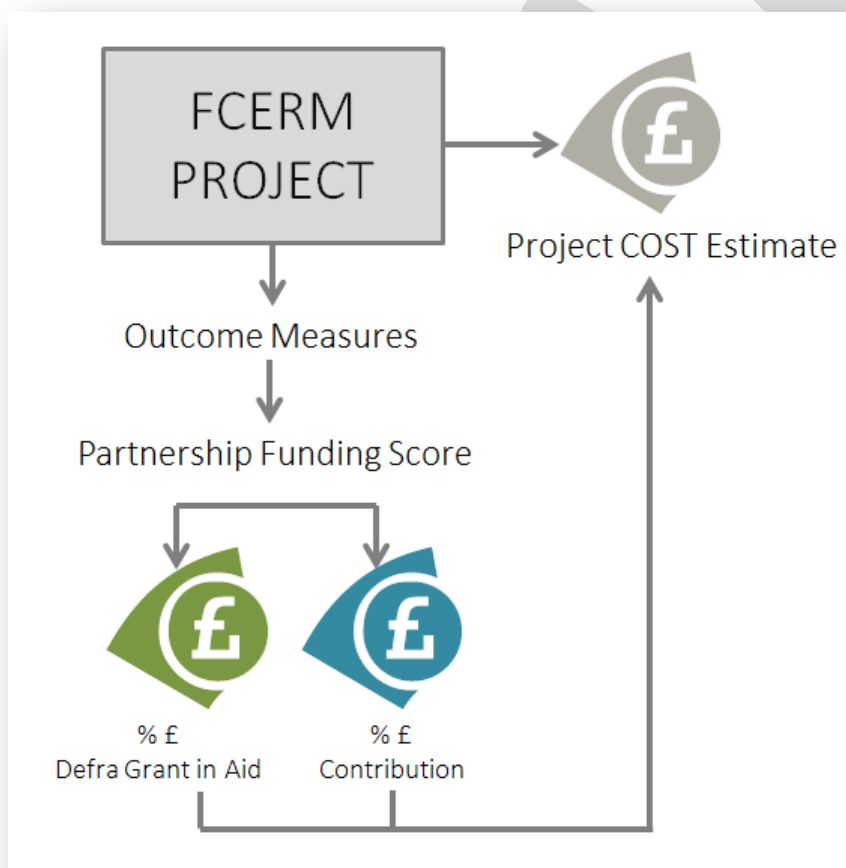 FCERM
PROJECT
£
Project COST Estimate
Outcome Measures
Partnership Funding Score
£
£
% £
Defra Grant in Aid
% £
Contribution